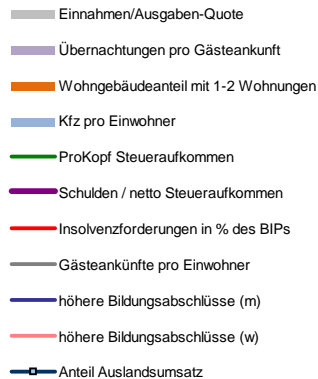 Einnahmen/Ausgaben-Quote
Übernachtungen pro Gästeankunft
Wohngebäudeanteil mit 1-2 Wohnungen
Kfz pro Einwohner
ProKopf Steueraufkommen
Schulden / netto Steueraufkommen
Insolvenzforderungen in % des BIPs
Gästeankünfte pro Einwohner
höhere Bildungsabschlüsse (m)
höhere Bildungsabschlüsse (w)
Anteil Auslandsumsatz